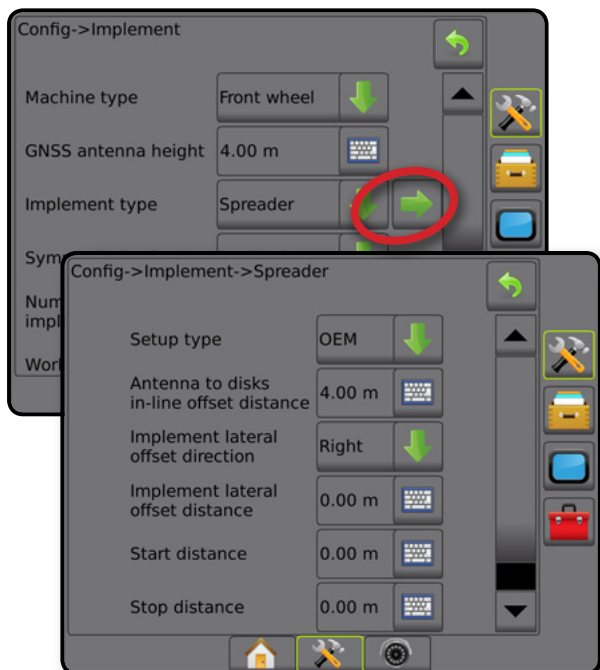 Config->Implement
Machine type Front wheel
GNSS antenna height 4.00 m
Implement type Spreader
Config->Implement->Spreader
Setup type OEM
Antenna to disks
in-line offset distance 4.00 m
Implement lateral
offset direction Right
Implement lateral
offset distance 0.00 m
Start distance 0.00 m
Stop distance 0.00 m